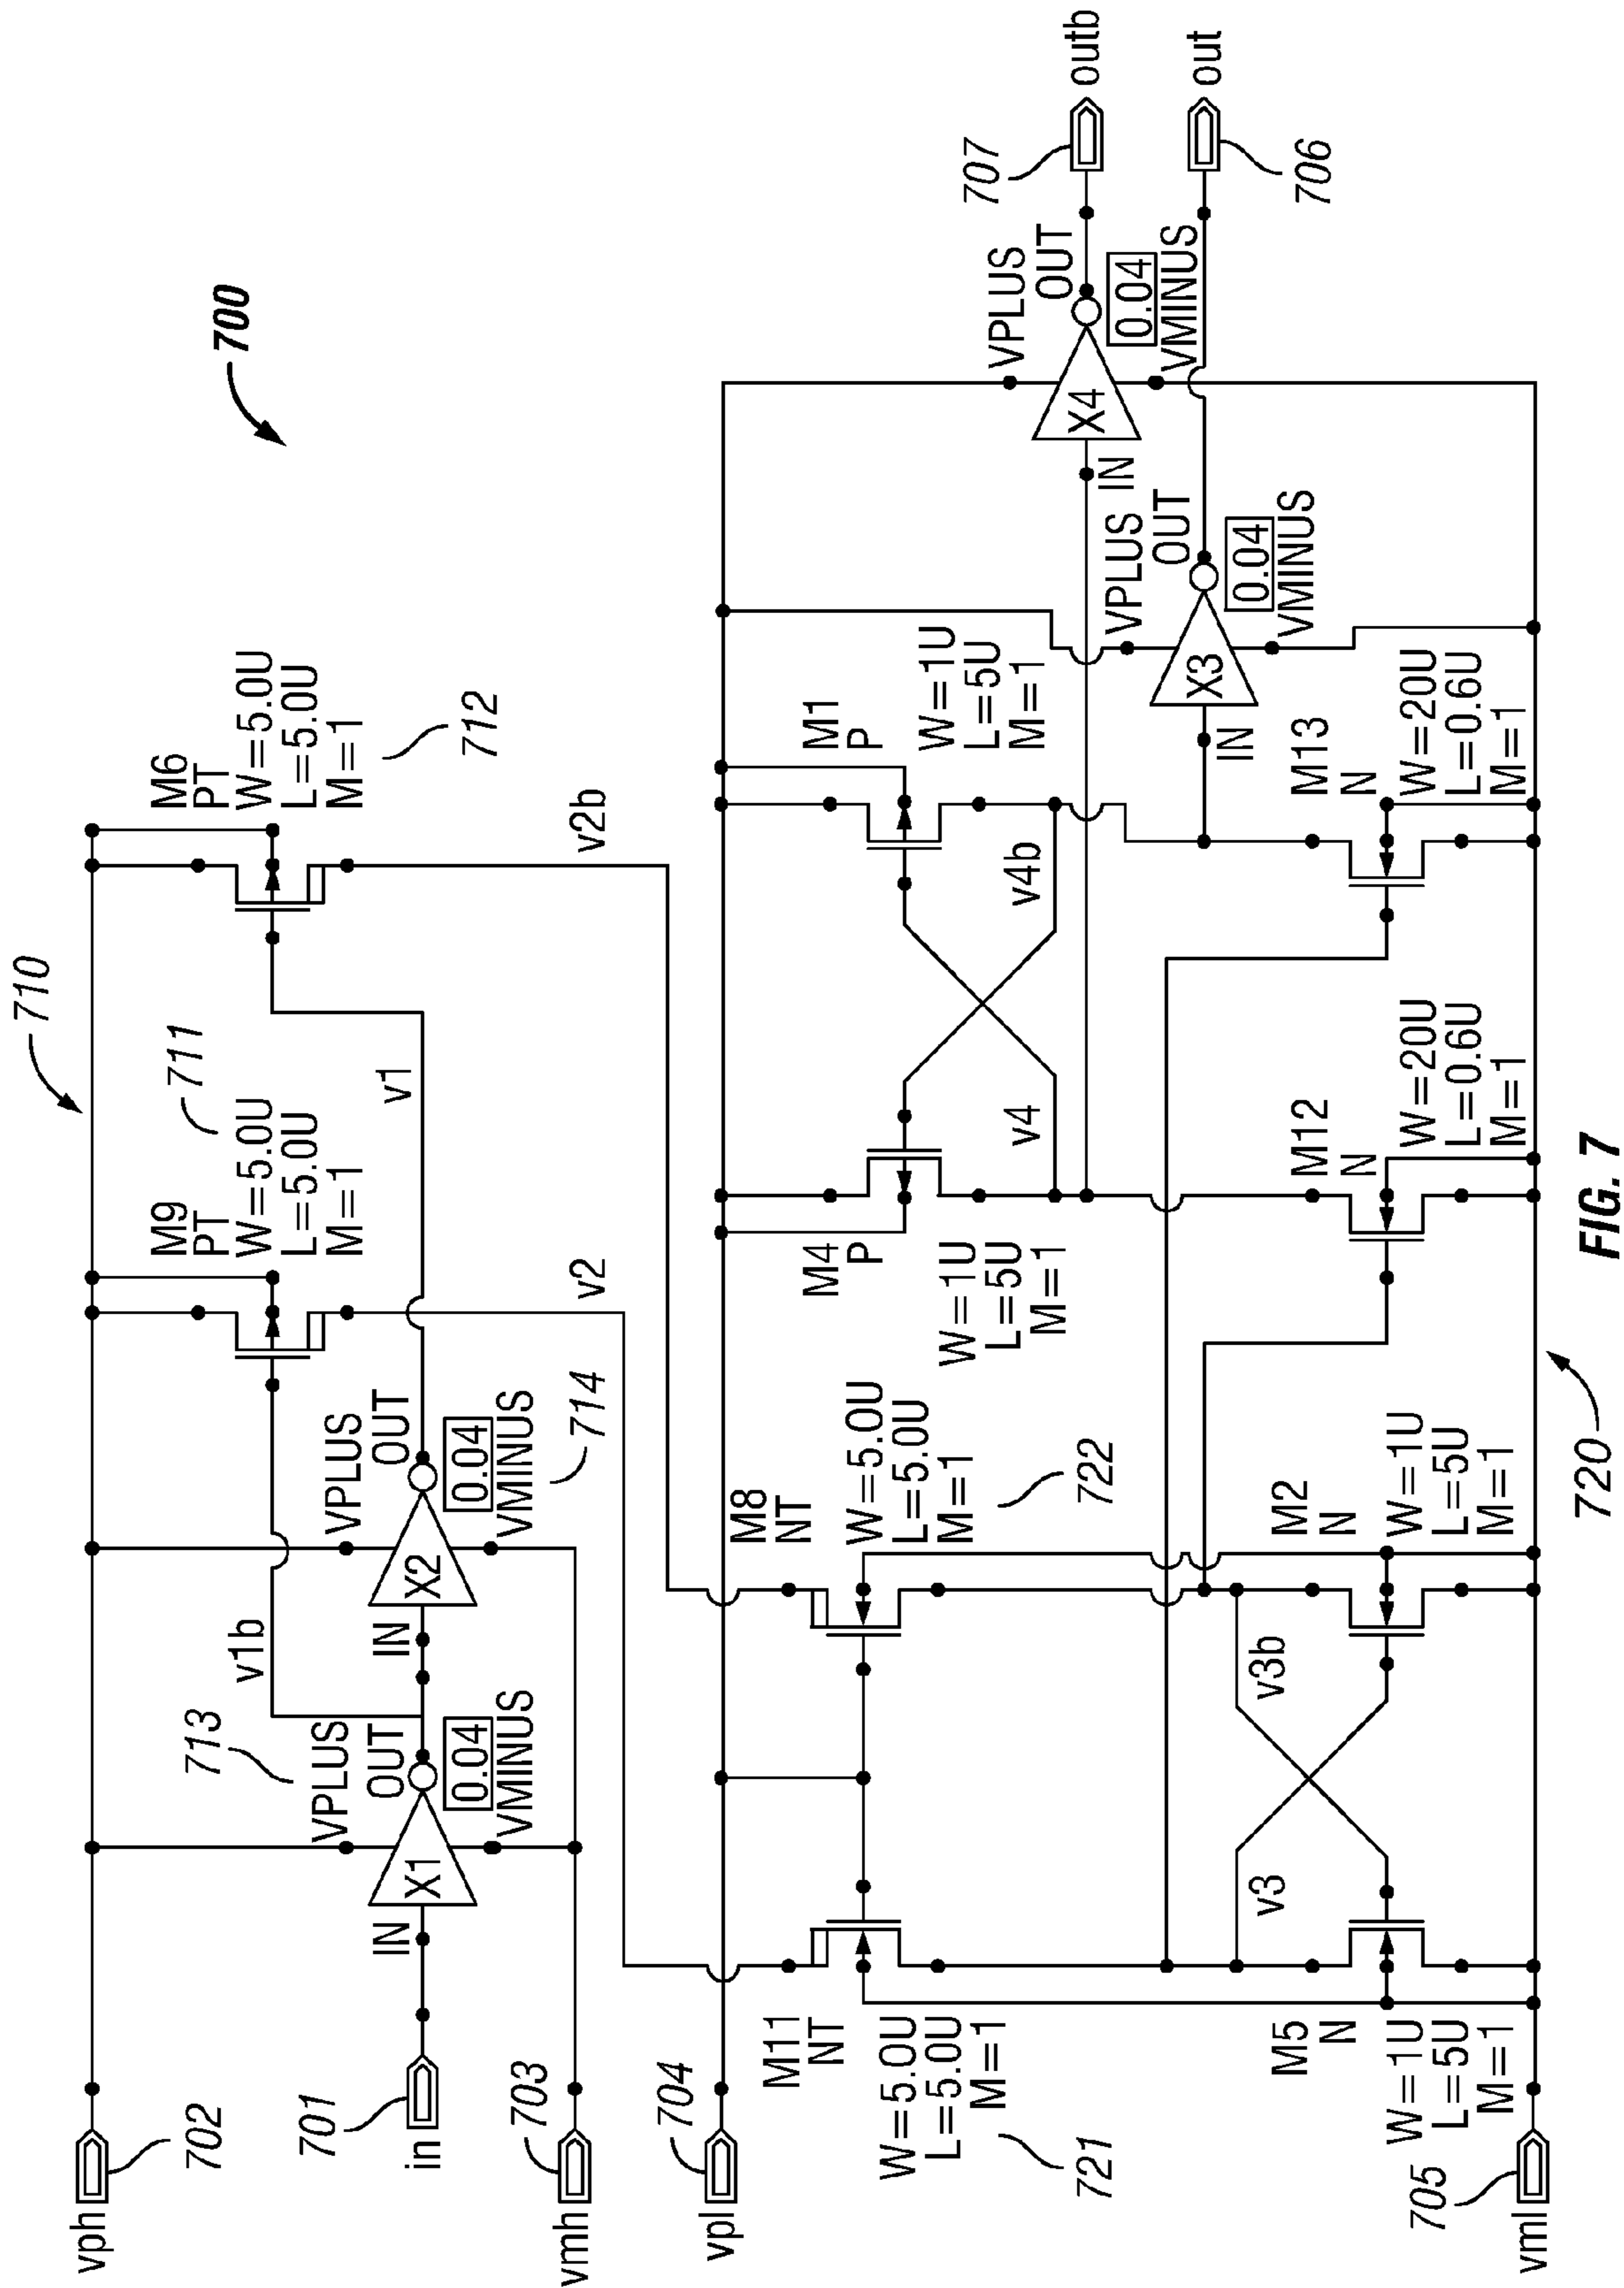 700
710
vph
702
701
in
vmh
703
IN
X1
VPLUS
OUT
0.04
VMINUS
713
v1b
IN
X2
VPLUS
OUT
0.04
VMINUS
714
M9
PT
W=5.0U
L=5.0U
M=1
711
v2
v1
M6
PT
W=5.0U
L=5.0U
M=1
712
v2b
vpl
704
M11
NT
W=5.0U
L=5.0U
M=1
721
M8
NT
W=5.0U
L=5.0U
M=1
722
M4
P
W=1U
L=5U
M=1
v4
v4b
M1
P
W=1U
L=5U
M=1
VPLUS
OUT
IN
X3
0.04
VMINUS
VPLUS
OUT
IN
X4
0.04
VMINUS
707
outb
out
706
v3
v3b
M5
N
W=1U
L=5U
M=1
M2
N
W=1U
L=5U
M=1
M12
N
W=20U
L=0.6U
M=1
M13
N
W=20U
L=0.6U
M=1
705
vml
720
FIG. 7